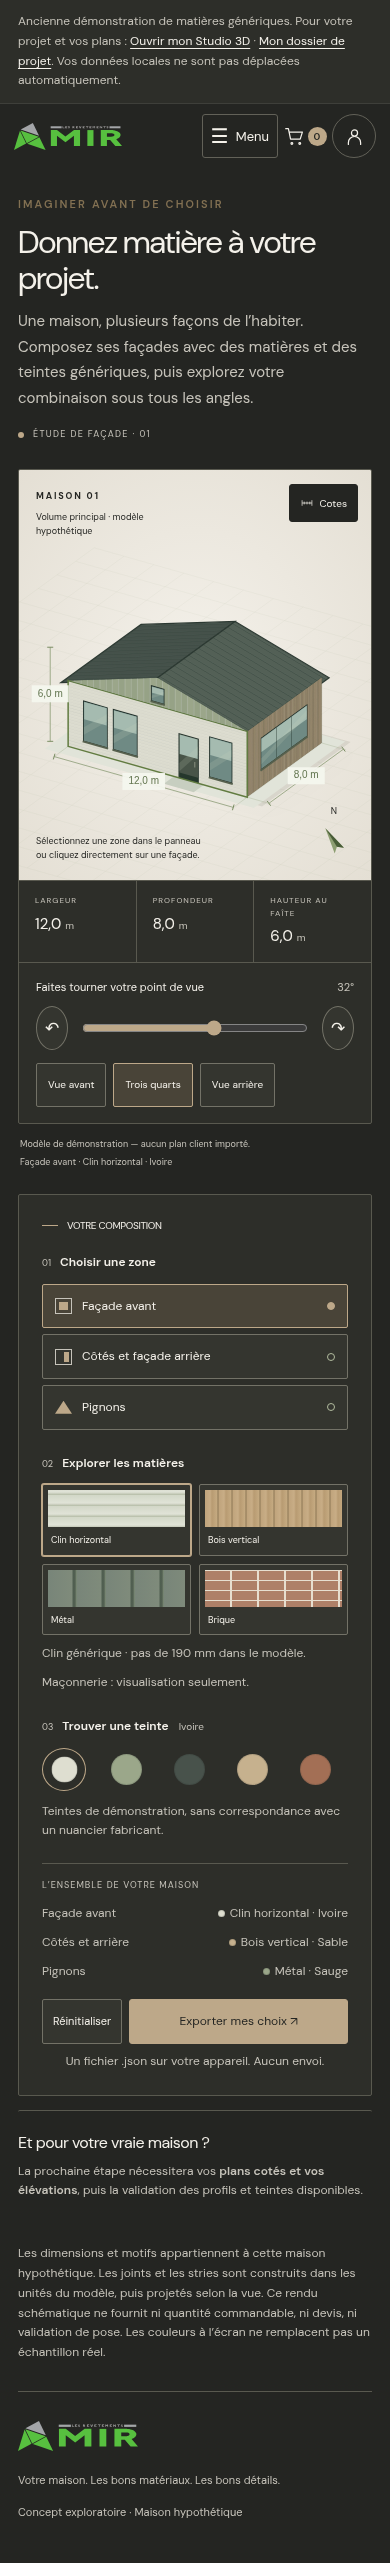 Ancienne démonstration de matières génériques. Pour votre
projet et vos plans : Ouvrir mon Studio 3D · Mon dossier de
projet. Vos données locales ne sont pas déplacées
automatiquement.
LES REVÊTEMENTS
MIR
Menu
0
IMAGINER AVANT DE CHOISIR
Donnez matière à votre
projet.
Une maison, plusieurs façons de l’habiter.
Composez ses façades avec des matières et des
teintes génériques, puis explorez votre
combinaison sous tous les angles.
ÉTUDE DE FAÇADE · 01
MAISON 01
Volume principal · modèle
hypothétique
Cotes
6,0 m
12,0 m
8,0 m
N
Sélectionnez une zone dans le panneau
ou cliquez directement sur une façade.
LARGEUR
12,0 m
PROFONDEUR
8,0 m
HAUTEUR AU
FAÎTE
6,0 m
Faites tourner votre point de vue
32°
Vue avant
Trois quarts
Vue arrière
Modèle de démonstration — aucun plan client importé.
Façade avant · Clin horizontal · Ivoire
VOTRE COMPOSITION
01 Choisir une zone
Façade avant
Côtés et façade arrière
Pignons
02 Explorer les matières
Clin horizontal
Bois vertical
Métal
Brique
Clin générique · pas de 190 mm dans le modèle.
Maçonnerie : visualisation seulement.
03 Trouver une teinte Ivoire
Teintes de démonstration, sans correspondance avec
un nuancier fabricant.
L’ENSEMBLE DE VOTRE MAISON
Façade avant Clin horizontal · Ivoire
Côtés et arrière Bois vertical · Sable
Pignons Métal · Sauge
Réinitialiser
Exporter mes choix ↗
Un fichier .json sur votre appareil. Aucun envoi.
Et pour votre vraie maison ?
La prochaine étape nécessitera vos plans cotés et vos
élévations, puis la validation des profils et teintes disponibles.
Les dimensions et motifs appartiennent à cette maison
hypothétique. Les joints et les stries sont construits dans les
unités du modèle, puis projetés selon la vue. Ce rendu
schématique ne fournit ni quantité commandable, ni devis, ni
validation de pose. Les couleurs à l’écran ne remplacent pas un
échantillon réel.
LES REVÊTEMENTS
MIR
Votre maison. Les bons matériaux. Les bons détails.
Concept exploratoire · Maison hypothétique